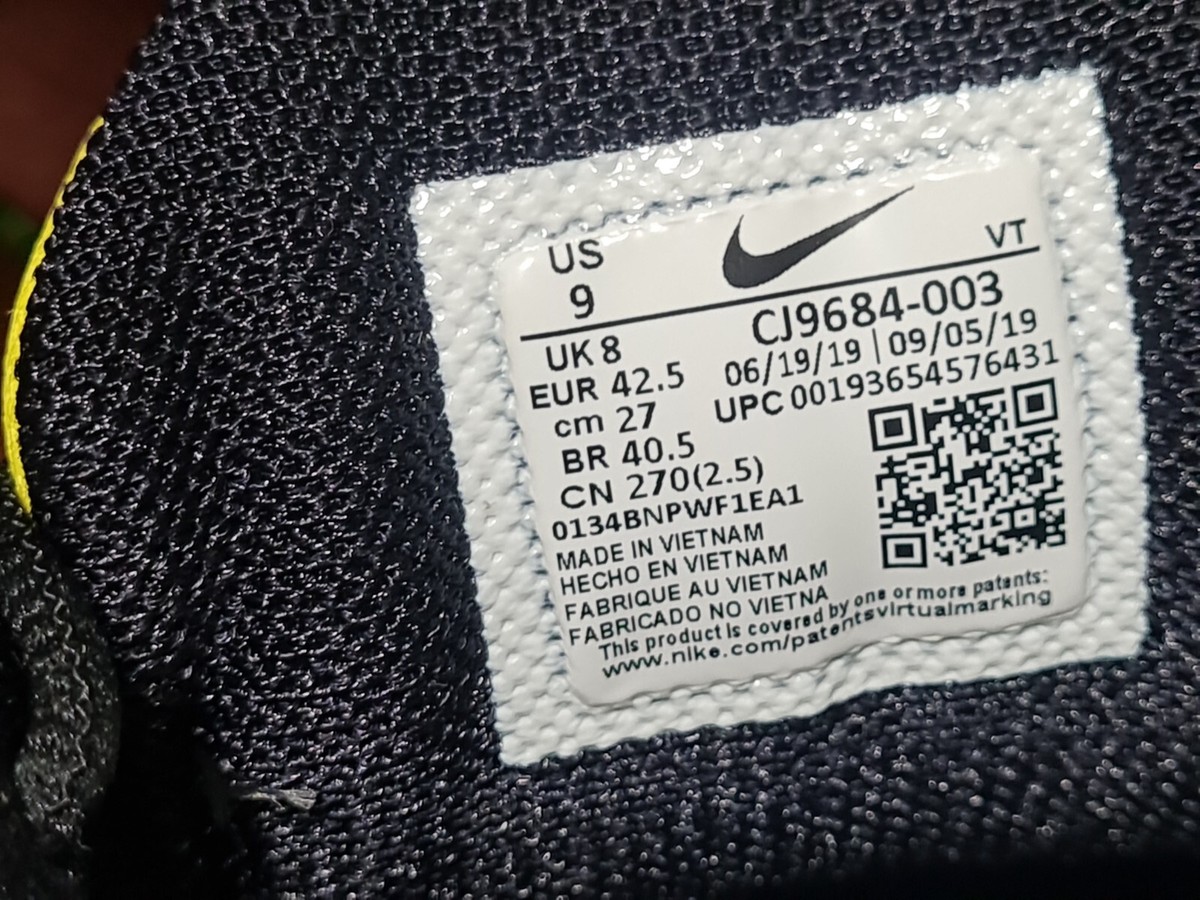 US
9
VT
UK 8
CJ9684-003
EUR 42.5
06/19/19 | 09/05/19
cm 27
UPC 00193654576431
BR 40.5
CN 270(2.5)
0134BNPWF1EA1
MADE IN VIETNAM
HECHO EN VIETNAM
FABRIQUE AU VIETNAM
FABRICADO NO VIETNA
This product is covered by one or more patents:
www.nike.com/patentsvirtualmarking